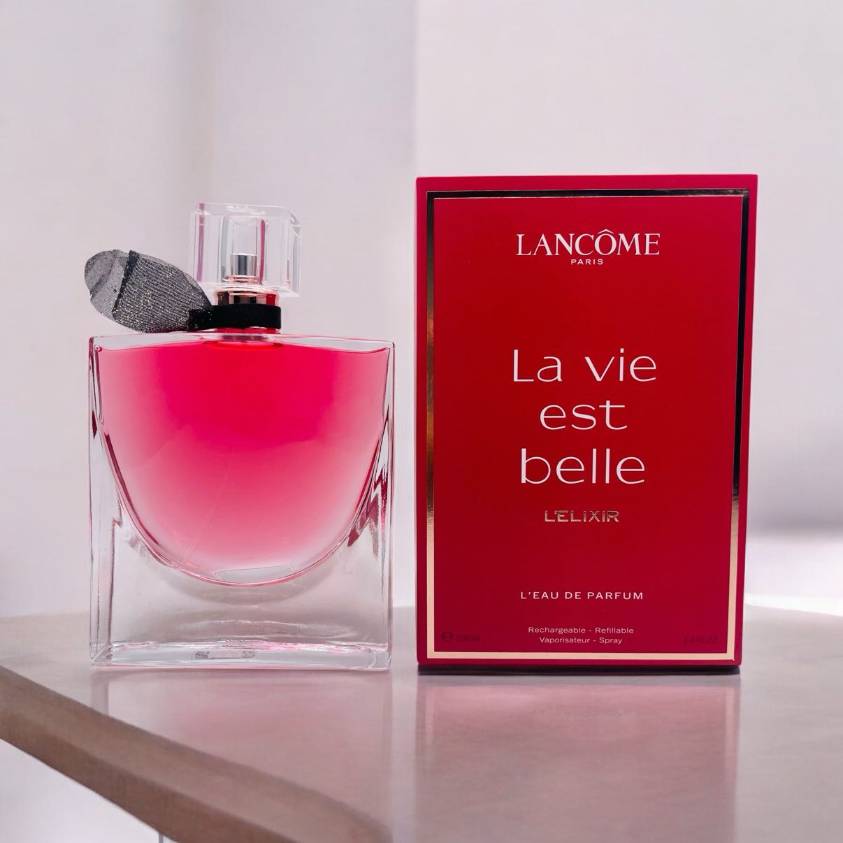 LANCÔME
PARIS
La vie
est
belle
L'ELIXIR
L'EAU DE PARFUM
Rechargeable - Refillable
Vaporisateur - Spray